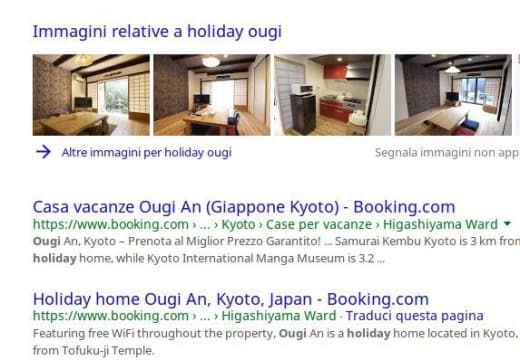 Immagini relative a holiday ougi
Altre immagini per holiday ougi
Segnala immagini non app
Casa vacanze Ougi An (Giappone Kyoto) - Booking.com
https://www.booking.com › ... › Kyoto › Case per vacanze › Higashiyama Ward
Ougi An, Kyoto – Prenota al Miglior Prezzo Garantito! ... Samurai Kembu Kyoto is 3 km from
holiday home, while Kyoto International Manga Museum is 3.2 ...
Holiday home Ougi An, Kyoto, Japan - Booking.com
https://www.booking.com › ... › Higashiyama Ward - Traduci questa pagina
Featuring free WiFi throughout the property, Ougi An is a holiday home located in Kyoto,
from Tofuku-ji Temple.